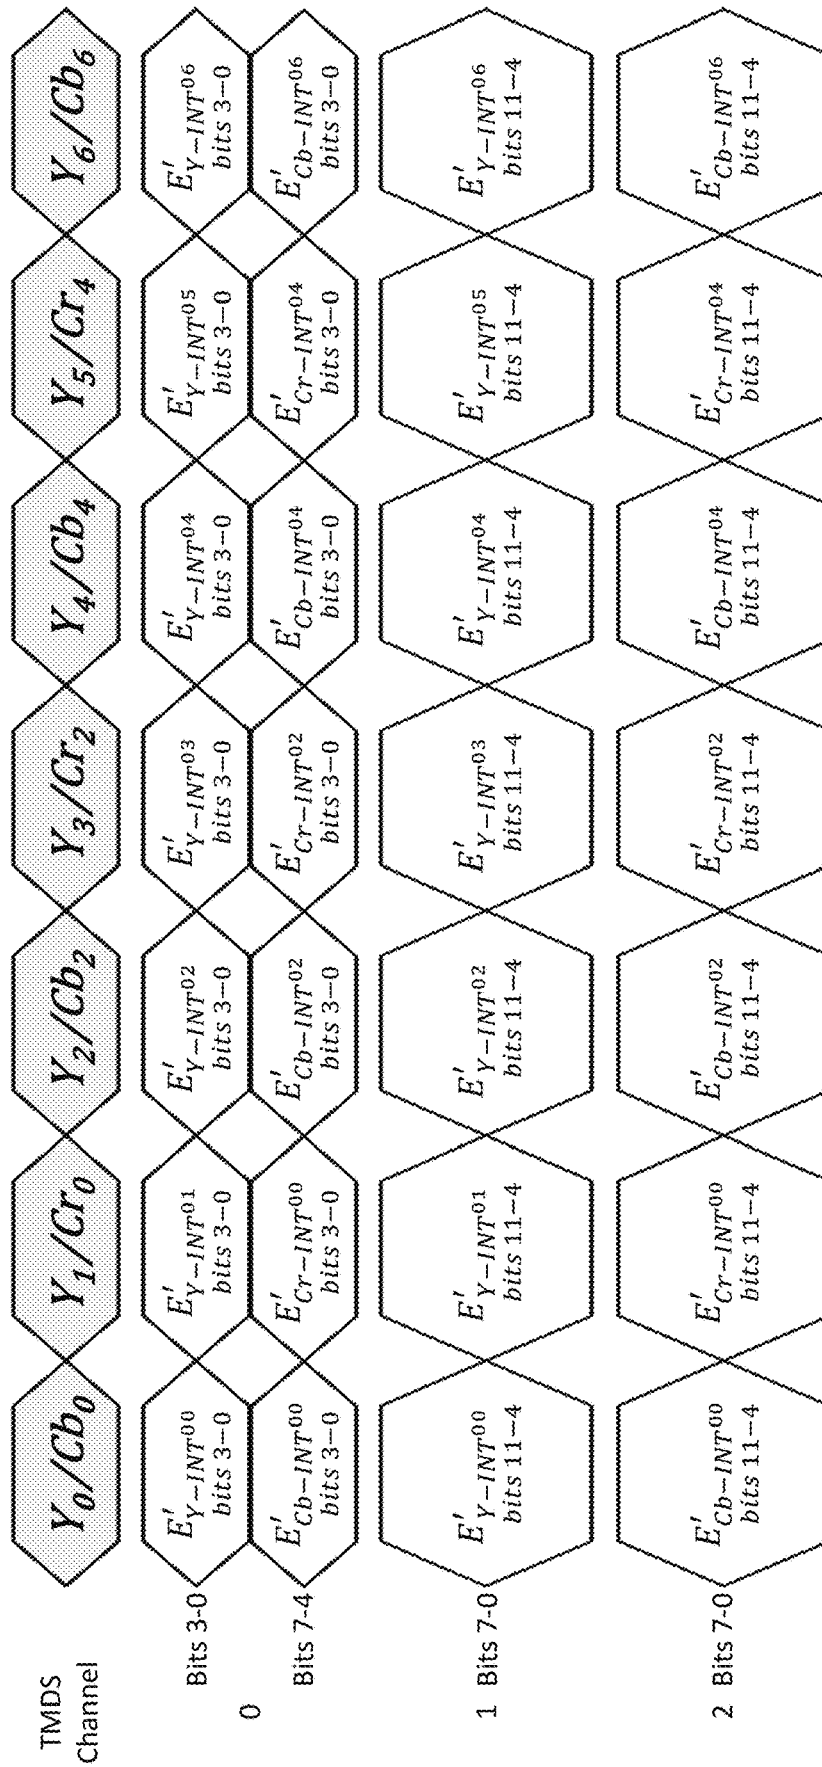 TMDS
Channel
Y₀/Cb₀ Y₁/Cr₀ Y₂/Cb₂ Y₃/Cr₂ Y₄/Cb₄ Y₅/Cr₄ Y₆/Cb₆
0
Bits 3-0
E′Y−INT⁰⁰ E′Y−INT⁰¹ E′Y−INT⁰² E′Y−INT⁰³ E′Y−INT⁰⁴ E′Y−INT⁰⁵ E′Y−INT⁰⁶
bits 3−0 bits 3−0 bits 3−0 bits 3−0 bits 3−0 bits 3−0 bits 3−0
Bits 7-4
E′Cb−INT⁰⁰ E′Cr−INT⁰⁰ E′Cb−INT⁰² E′Cr−INT⁰² E′Cb−INT⁰⁴ E′Cr−INT⁰⁴ E′Cb−INT⁰⁶
bits 3−0 bits 3−0 bits 3−0 bits 3−0 bits 3−0 bits 3−0 bits 3−0
1 Bits 7-0
E′Y−INT⁰⁰ E′Y−INT⁰¹ E′Y−INT⁰² E′Y−INT⁰³ E′Y−INT⁰⁴ E′Y−INT⁰⁵ E′Y−INT⁰⁶
bits 11−4 bits 11−4 bits 11−4 bits 11−4 bits 11−4 bits 11−4 bits 11−4
2 Bits 7-0
E′Cb−INT⁰⁰ E′Cr−INT⁰⁰ E′Cb−INT⁰² E′Cr−INT⁰² E′Cb−INT⁰⁴ E′Cr−INT⁰⁴ E′Cb−INT⁰⁶
bits 11−4 bits 11−4 bits 11−4 bits 11−4 bits 11−4 bits 11−4 bits 11−4